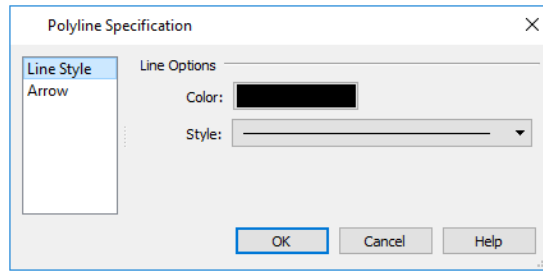 Polyline Specification
Line Style
Arrow
Line Options
Color:
Style:
OK
Cancel
Help